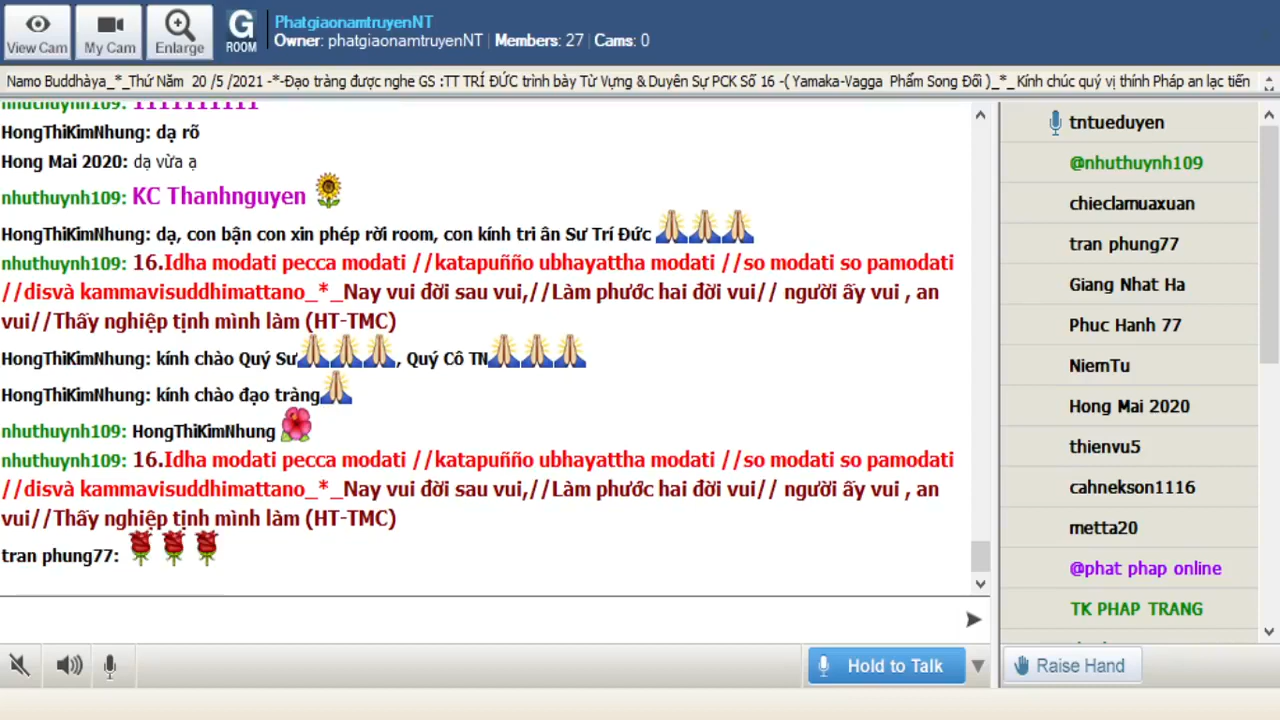 View Cam
My Cam
Enlarge
G
ROOM
PhatgiaonamtruyenNT
Owner: phatgiaonamtruyenNT | Members: 27 | Cams: 0
Namo Buddhàya_*_Thứ Năm 20 /5 /2021 -*-Đạo tràng được nghe GS :TT TRÍ ĐỨC trình bày Từ Vựng & Duyên Sự PCK Số 16 -( Yamaka-Vagga Phẩm Song Đối )_*_ Kính chúc quý vị thính Pháp an lạc tiến
nhuthuynh109: 1111111111
HongThiKimNhung: dạ rõ
Hong Mai 2020: dạ vừa ạ
nhuthuynh109: KC Thanhnguyen
HongThiKimNhung: dạ, con bận con xin phép rời room, con kính tri ân Sư Trí Đức
nhuthuynh109: 16.Idha modati pecca modati //katapuñño ubhayattha modati //so modati so pamodati
//disvà kammavisuddhimattano_*_Nay vui đời sau vui,//Làm phước hai đời vui// người ấy vui , an
vui//Thấy nghiệp tịnh mình làm (HT-TMC)
HongThiKimNhung: kính chào Quý Sư, Quý Cô TN
HongThiKimNhung: kính chào đạo tràng
nhuthuynh109: HongThiKimNhung
nhuthuynh109: 16.Idha modati pecca modati //katapuñño ubhayattha modati //so modati so pamodati
//disvà kammavisuddhimattano_*_Nay vui đời sau vui,//Làm phước hai đời vui// người ấy vui , an
vui//Thấy nghiệp tịnh mình làm (HT-TMC)
tran phung77:
Hold to Talk
tntueduyen
@nhuthuynh109
chieclamuaxuan
tran phung77
Giang Nhat Ha
Phuc Hanh 77
NiemTu
Hong Mai 2020
thienvu5
cahnekson1116
metta20
@phat phap online
TK PHAP TRANG
Raise Hand